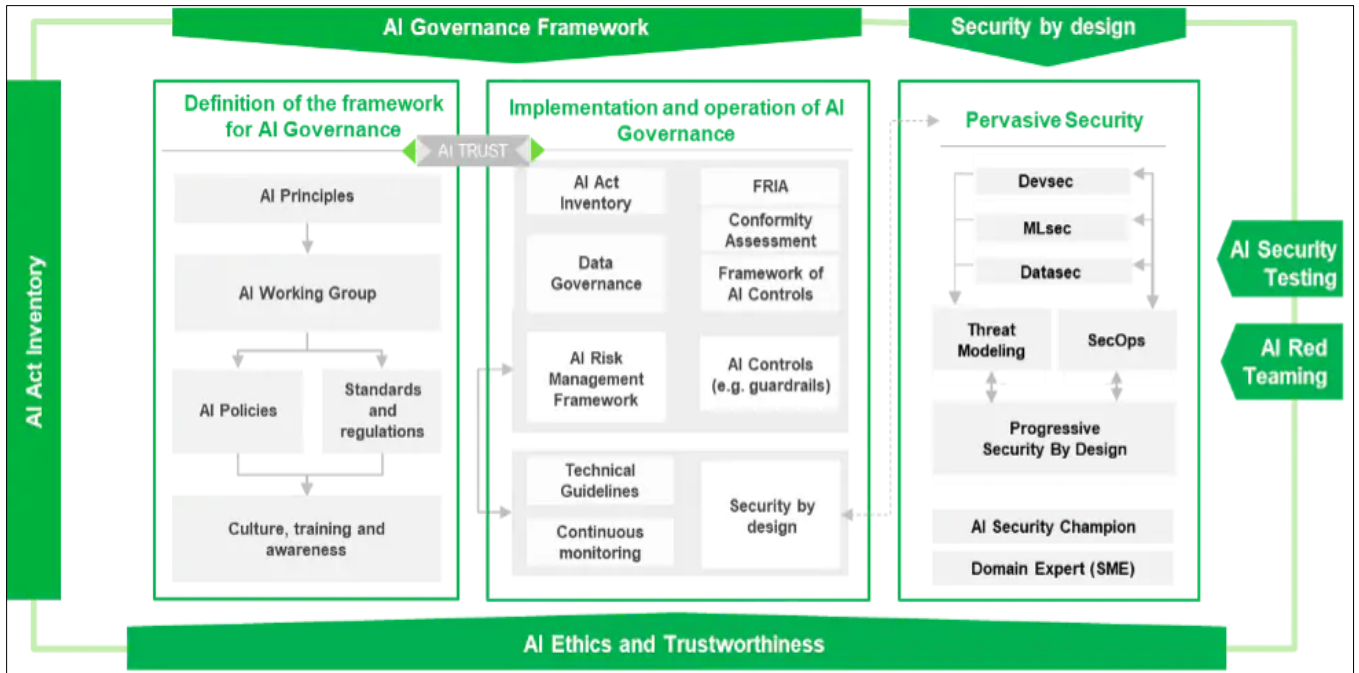 AI Governance Framework
Security by design
AI Act Inventory
Definition of the framework
for AI Governance
AI TRUST
AI Principles
AI Working Group
AI Policies
Standards
and
regulations
Culture, training and
awareness
Implementation and operation of AI
Governance
AI Act
Inventory
FRIA
Conformity
Assessment
Data
Governance
Framework of
AI Controls
AI Risk
Management
Framework
AI Controls
(e.g. guardrails)
Technical
Guidelines
Continuous
monitoring
Security by
design
Pervasive Security
Devsec
MLsec
Datasec
Threat
Modeling
SecOps
Progressive
Security By Design
AI Security Champion
Domain Expert (SME)
AI Security
Testing
AI Red
Teaming
AI Ethics and Trustworthiness